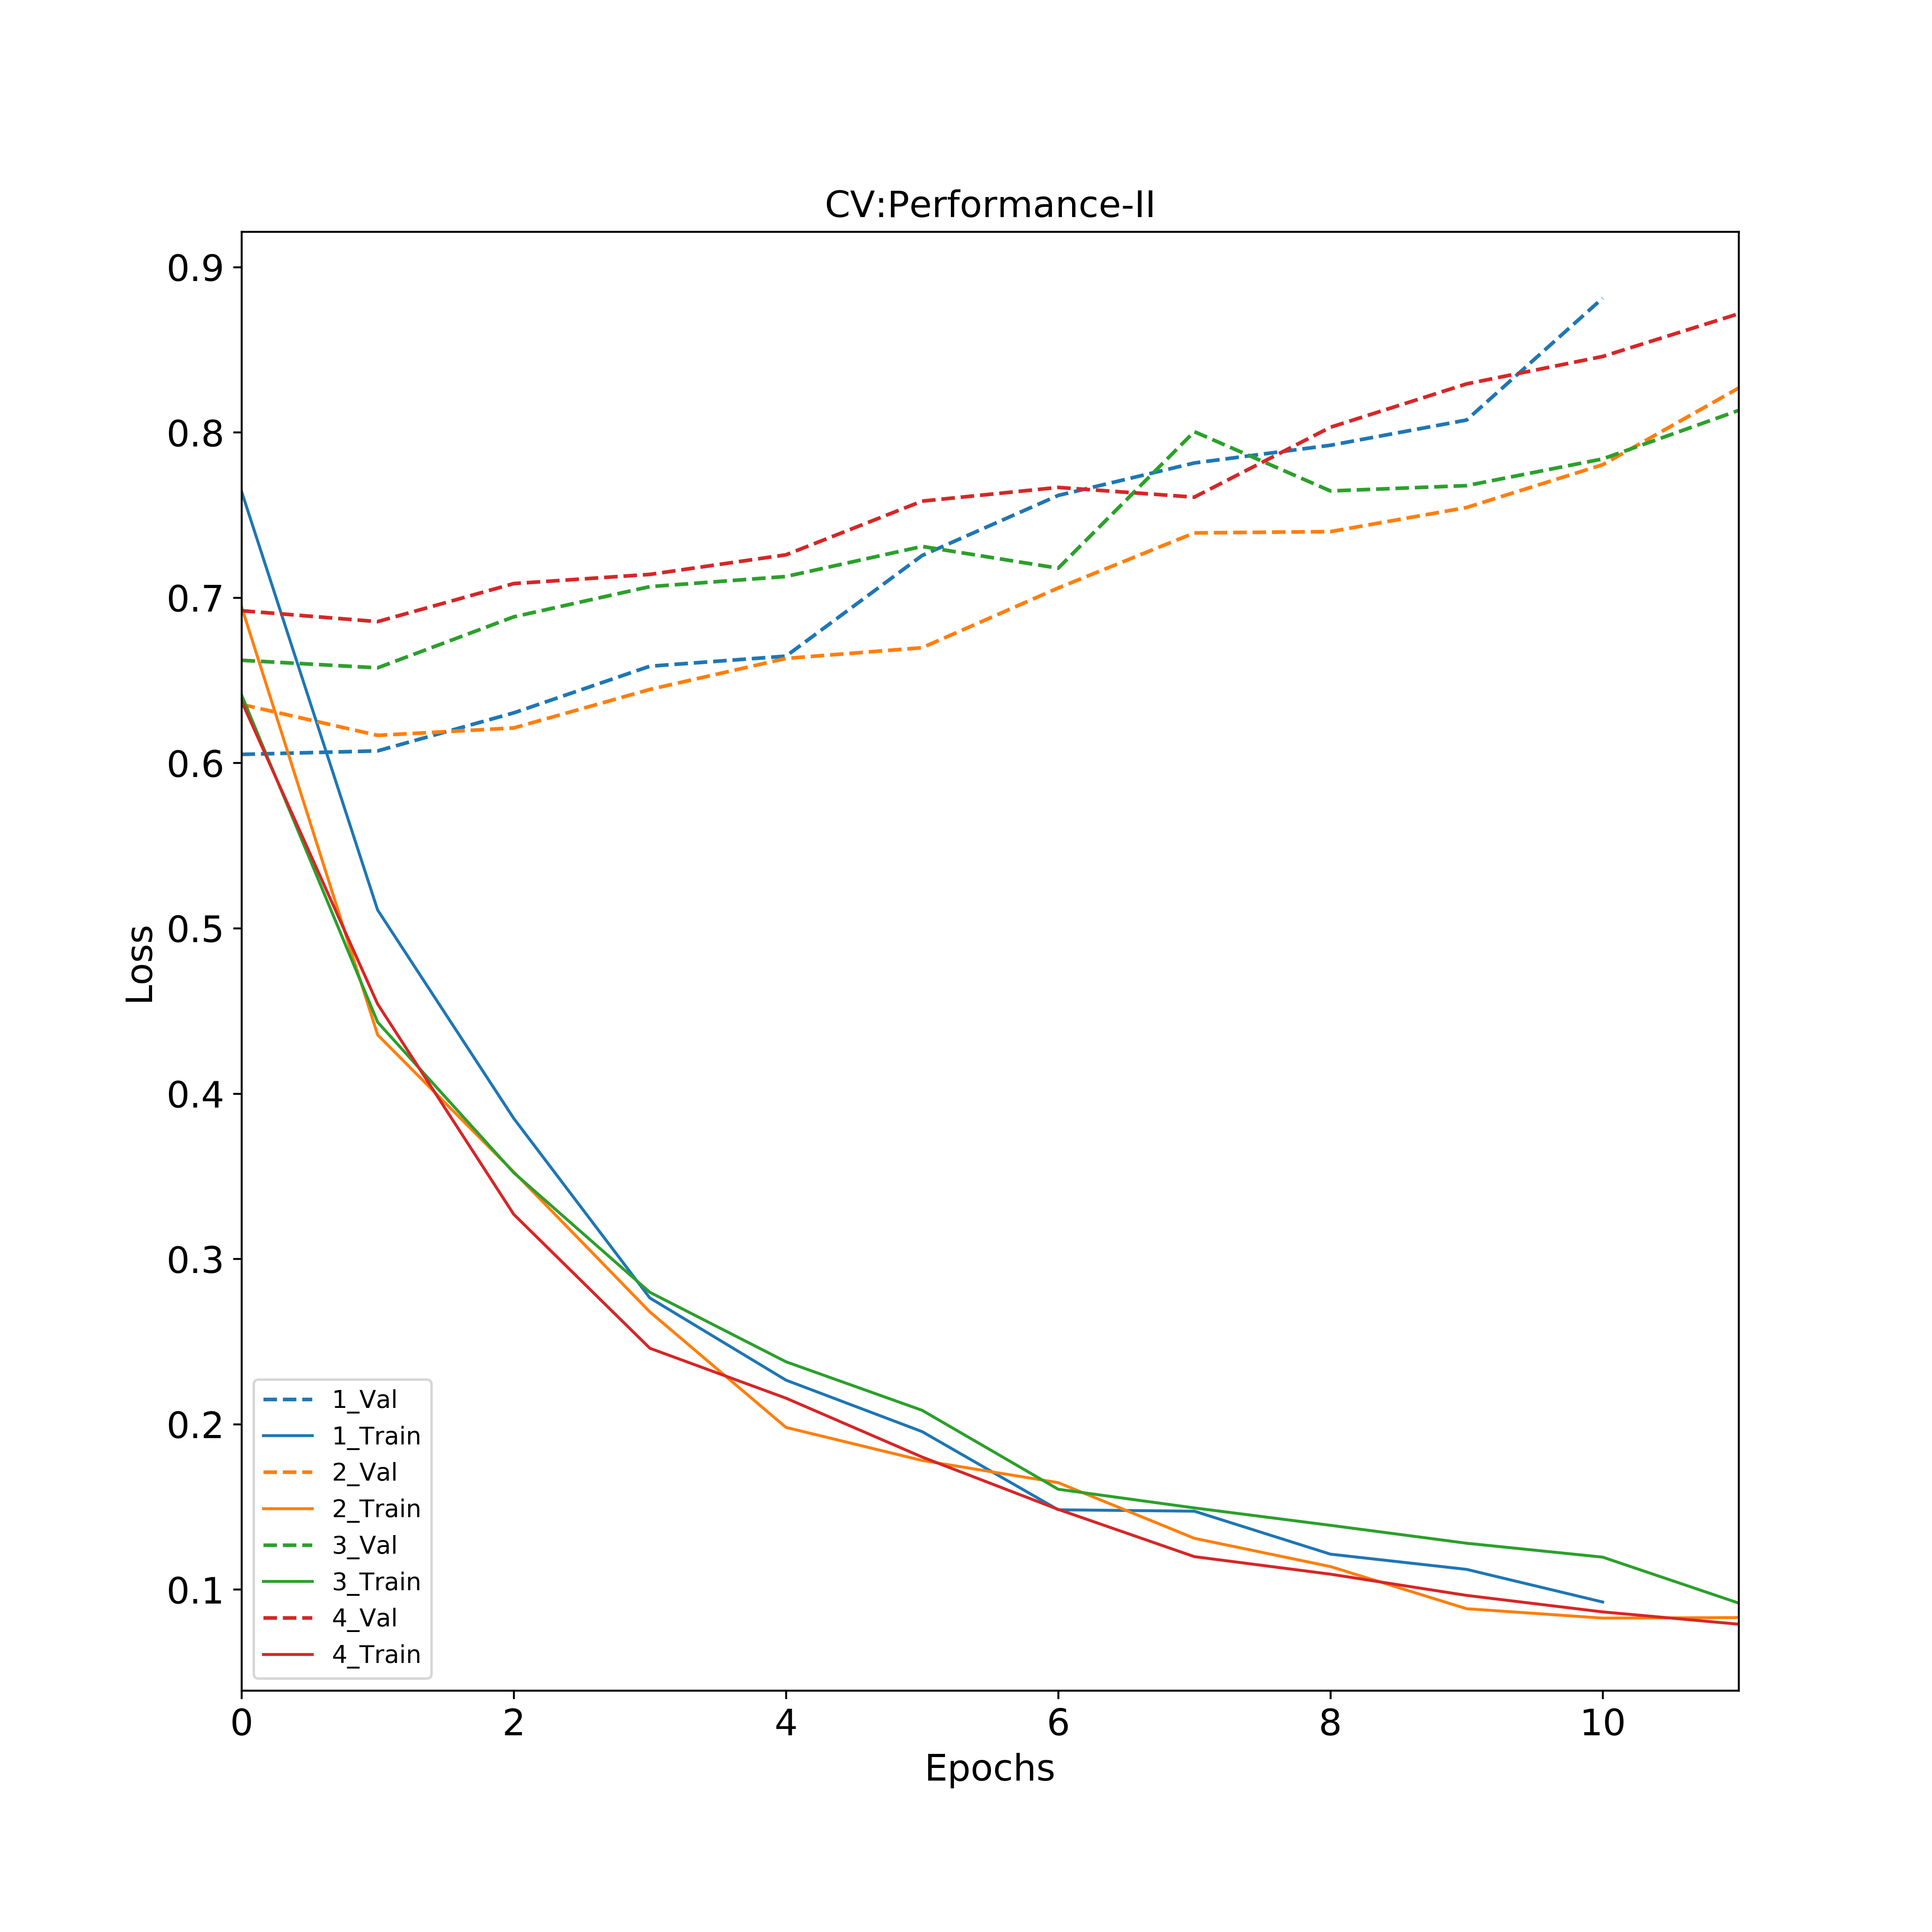 CV:Performance-II
0.9
0.8
0.7
0.6
0.5
0.4
0.3
0.2
0.1
Loss
1_Val
1_Train
2_Val
2_Train
3_Val
3_Train
4_Val
4_Train
0 2 4 6 8 10
Epochs